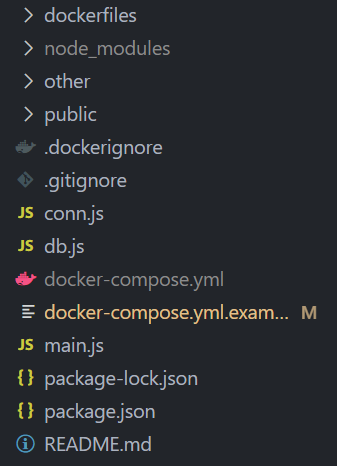 dockerfiles
node_modules
other
public
.dockerignore
.gitignore
JS conn.js
JS db.js
docker-compose.yml
docker-compose.yml.exam... M
JS main.js
{} package-lock.json
{} package.json
README.md